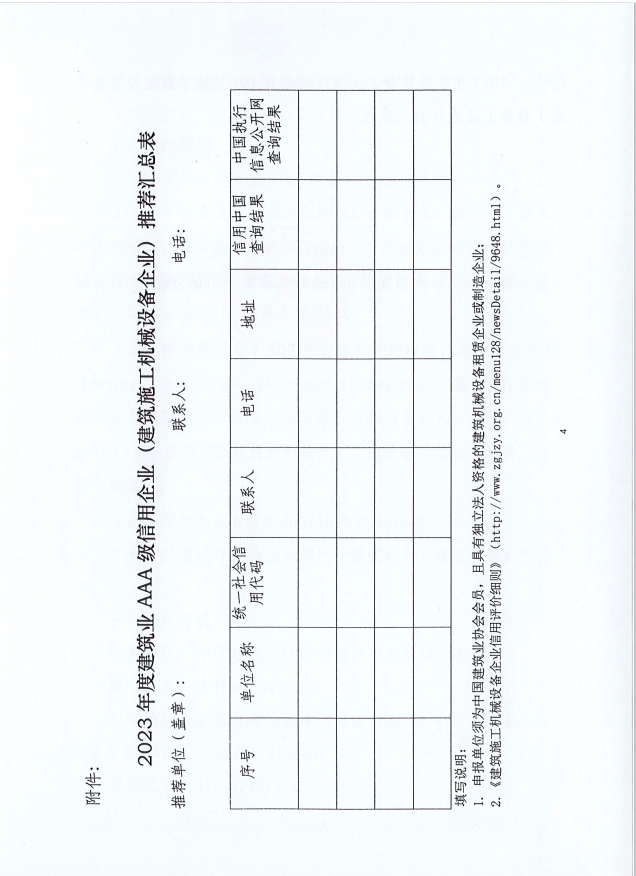 附件：
2023 年度建筑业 AAA 级信用企业（建筑施工机械设备企业）推荐汇总表
推荐单位（盖章）： 联系人： 电话：
序号 单位名称 统一社会信用代码 联系人 电话 地址 信用中国查询结果 中国执行信息公开网查询结果
填写说明：
1. 申报单位须为中国建筑业协会会员，且具有独立法人资格的建筑机械设备租赁企业或制造企业；
2.《建筑施工机械设备企业信用评价细则》（http://www.zgjzy.org.cn/menu128/newsDetail/9648.html）。
4